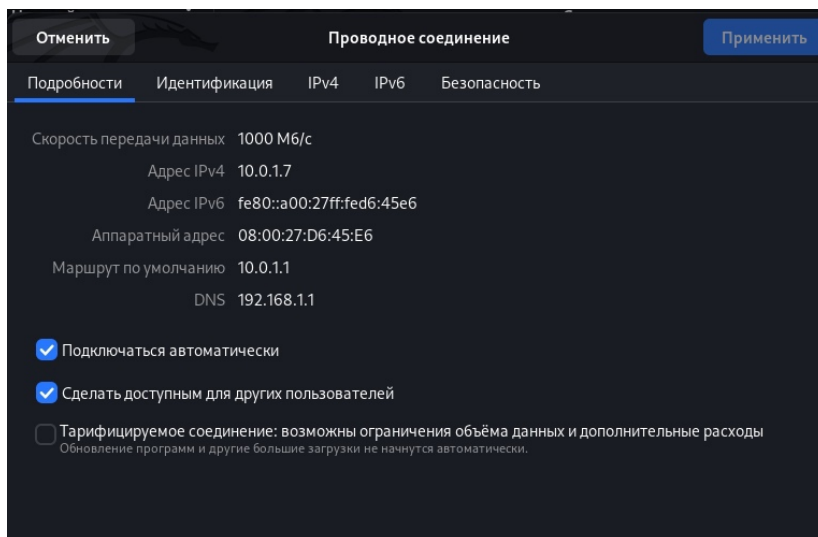 Отменить Проводное соединение Применить
Подробности Идентификация IPv4 IPv6 Безопасность
Скорость передачи данных 1000 Мб/с
Адрес IPv4 10.0.1.7
Адрес IPv6 fe80::a00:27ff:fed6:45e6
Аппаратный адрес 08:00:27:D6:45:E6
Маршрут по умолчанию 10.0.1.1
DNS 192.168.1.1
Подключаться автоматически
Сделать доступным для других пользователей
Тарифицируемое соединение: возможны ограничения объёма данных и дополнительные расходы
Обновление программ и другие большие загрузки не начнутся автоматически.